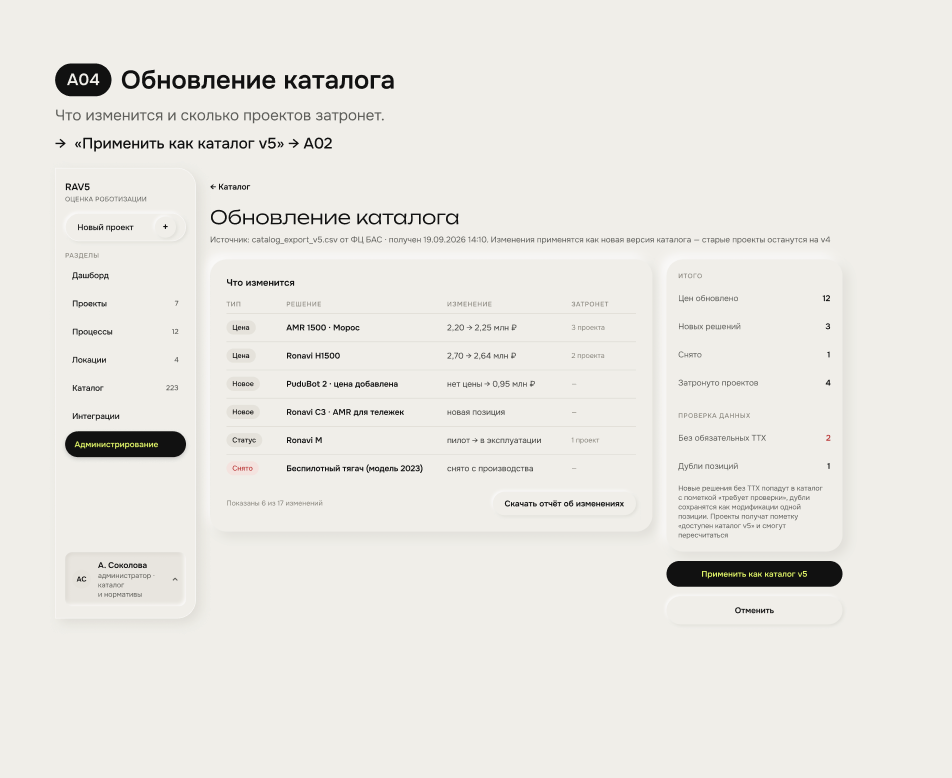 A04 Обновление каталога
Что изменится и сколько проектов затронет.
→ «Применить как каталог v5» → A02
RAV5
ОЦЕНКА РОБОТИЗАЦИИ
Новый проект +
РАЗДЕЛЫ
Дашборд
Проекты 7
Процессы 12
Локации 4
Каталог 223
Интеграции
Администрирование
АС
А. Соколова
администратор ·
каталог
и нормативы
← Каталог
Обновление каталога
Источник: catalog_export_v5.csv от ФЦ БАС · получен 19.09.2026 14:10. Изменения применятся как новая версия каталога — старые проекты останутся на v4
Что изменится
ТИП РЕШЕНИЕ ИЗМЕНЕНИЕ ЗАТРОНЕТ
Цена AMR 1500 · Морос 2,20 → 2,25 млн ₽ 3 проекта
Цена Ronavi H1500 2,70 → 2,64 млн ₽ 2 проекта
Новое PuduBot 2 · цена добавлена нет цены → 0,95 млн ₽ –
Новое Ronavi C3 · AMR для тележек новая позиция –
Статус Ronavi M пилот → в эксплуатации 1 проект
Снято Беспилотный тягач (модель 2023) снято с производства –
Показаны 6 из 17 изменений
Скачать отчёт об изменениях
ИТОГО
Цен обновлено 12
Новых решений 3
Снято 1
Затронуто проектов 4
ПРОВЕРКА ДАННЫХ
Без обязательных ТТХ 2
Дубли позиций 1
Новые решения без ТТХ попадут в каталог
с пометкой «требует проверки», дубли
сохранятся как модификации одной
позиции. Проекты получат пометку
«доступен каталог v5» и смогут
пересчитаться
Применить как каталог v5
Отменить